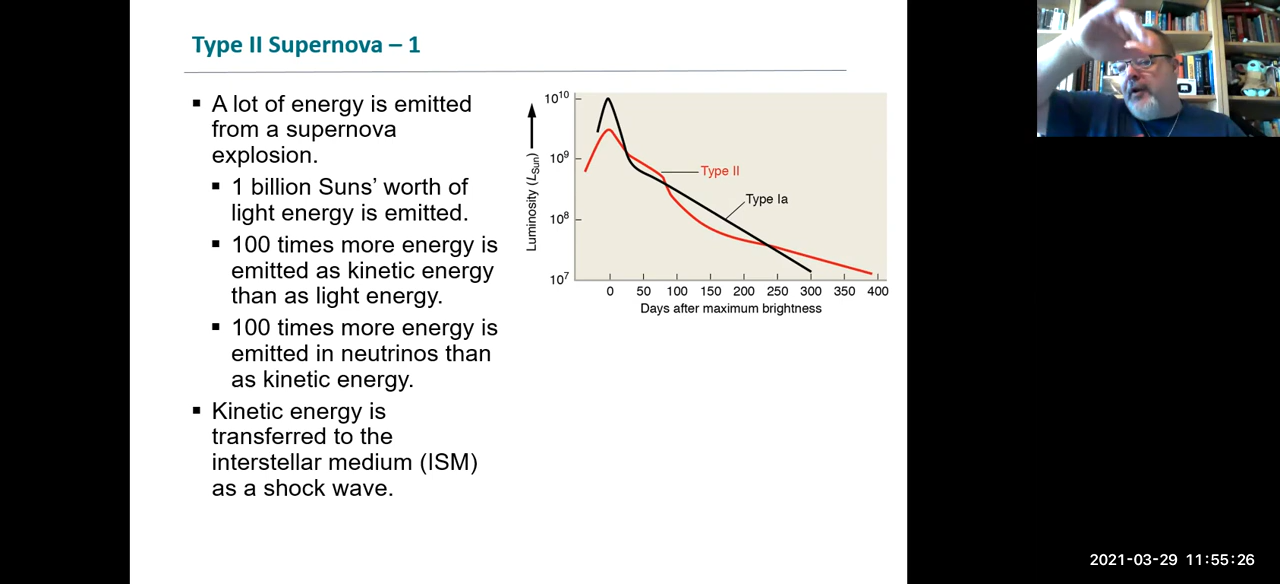 Type II Supernova – 1
▪ A lot of energy is emitted
from a supernova
explosion.
▪ 1 billion Suns’ worth of
light energy is emitted.
▪ 100 times more energy is
emitted as kinetic energy
than as light energy.
▪ 100 times more energy is
emitted in neutrinos than
as kinetic energy.
▪ Kinetic energy is
transferred to the
interstellar medium (ISM)
as a shock wave.
Luminosity (L_Sun)
10¹⁰
10⁹
10⁸
10⁷
Type II
Type Ia
0 50 100 150 200 250 300 350 400
Days after maximum brightness
2021-03-29 11:55:26